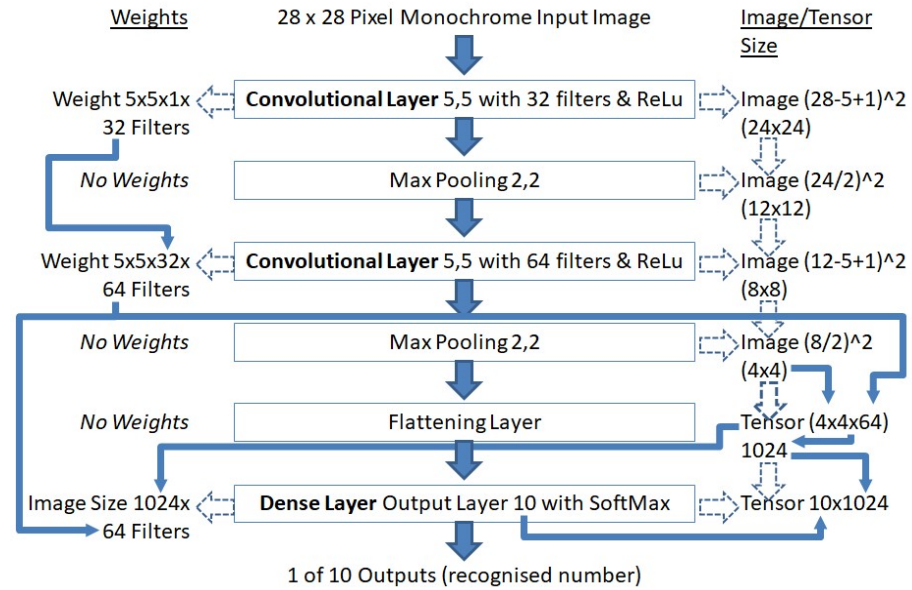 Weights
28 x 28 Pixel Monochrome Input Image
Image/Tensor
Size
Weight 5x5x1x
32 Filters
Convolutional Layer 5,5 with 32 filters & ReLu
Image (28-5+1)^2
(24x24)
No Weights
Max Pooling 2,2
Image (24/2)^2
(12x12)
Weight 5x5x32x
64 Filters
Convolutional Layer 5,5 with 64 filters & ReLu
Image (12-5+1)^2
(8x8)
No Weights
Max Pooling 2,2
Image (8/2)^2
(4x4)
No Weights
Flattening Layer
Tensor (4x4x64)
1024
Image Size 1024x
64 Filters
Dense Layer Output Layer 10 with SoftMax
Tensor 10x1024
1 of 10 Outputs (recognised number)